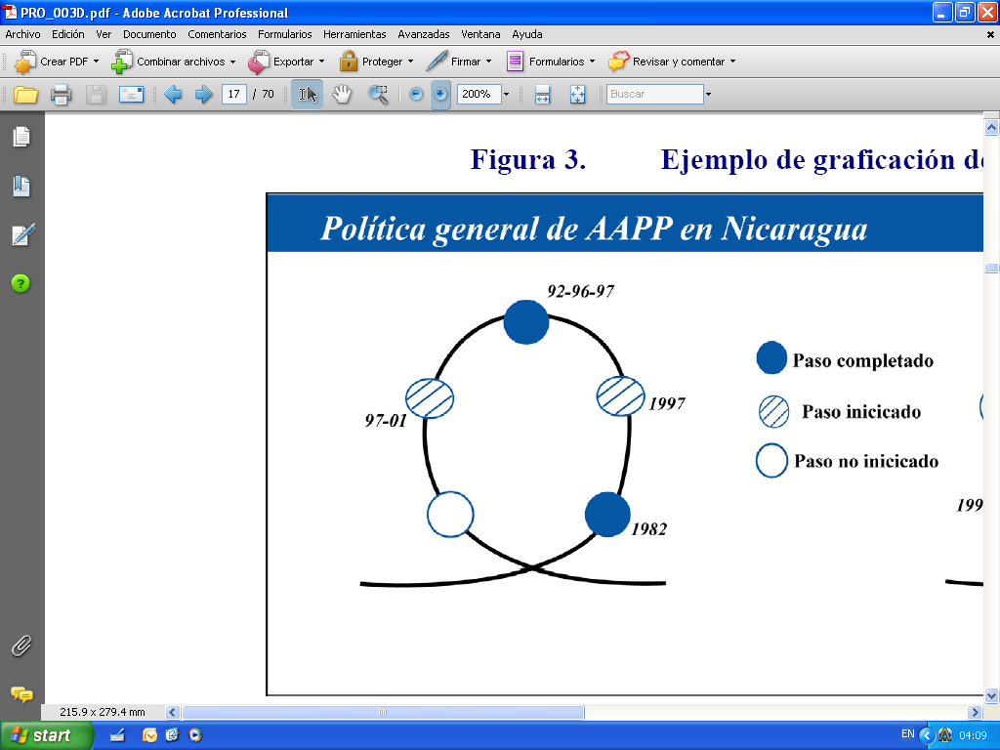 PRO_003D.pdf - Adobe Acrobat Professional
Archivo Edición Ver Documento Comentarios Formularios Herramientas Avanzadas Ventana Ayuda
Crear PDF Combinar archivos Exportar Proteger Firmar Formularios Revisar y comentar
17 / 70 200% Buscar
Figura 3. Ejemplo de graficación de
Política general de AAPP en Nicaragua
92-96-97
Paso completado
97-01
1997
Paso inicicado
Paso no inicicado
199
1982
215.9 x 279.4 mm
start EN 04:09